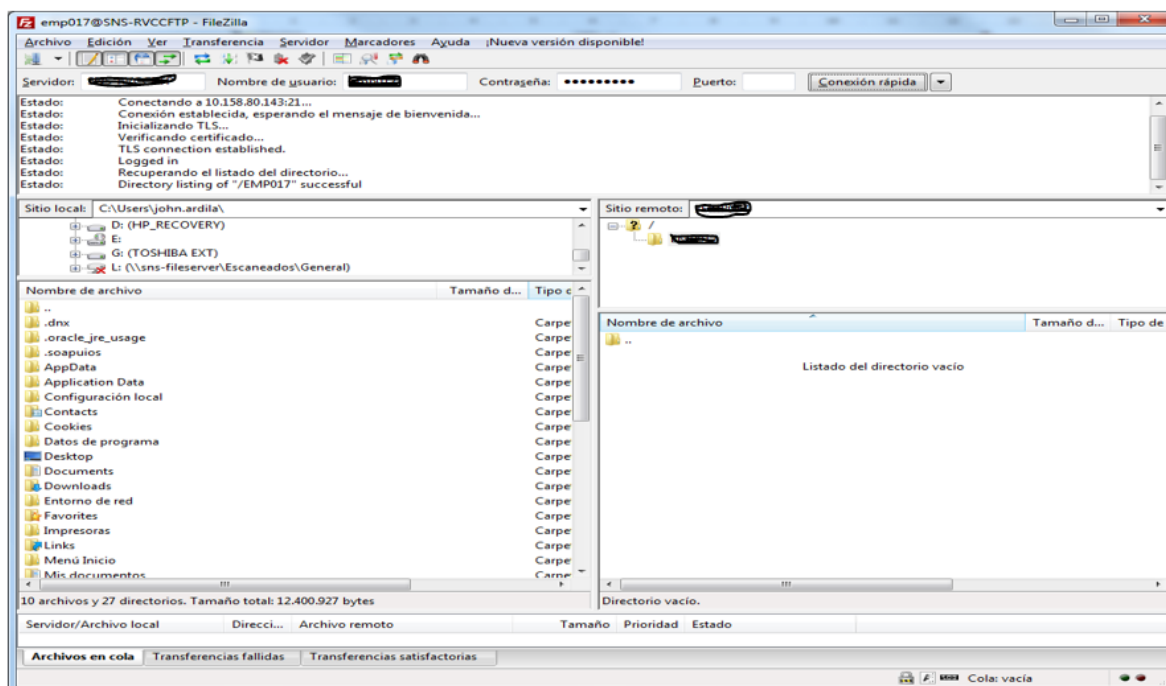 emp017@SNS-RVCCFTP - FileZilla
Archivo Edición Ver Transferencia Servidor Marcadores Ayuda ¡Nueva versión disponible!
Servidor: Nombre de usuario: Contraseña: ●●●●●●●●● Puerto: Conexión rápida
Estado: Conectando a 10.158.80.143:21...
Estado: Conexión establecida, esperando el mensaje de bienvenida...
Estado: Inicializando TLS...
Estado: Verificando certificado...
Estado: TLS connection established.
Estado: Logged in
Estado: Recuperando el listado del directorio...
Estado: Directory listing of "/EMP017" successful
Sitio local: C:\Users\john.ardila\
D: (HP_RECOVERY)
E:
G: (TOSHIBA EXT)
L: (\\sns-fileserver\Escaneados\General)
Nombre de archivo Tamaño d... Tipo c
..
.dnx Carpe
.oracle_jre_usage Carpe
.soapuios Carpe
AppData Carpe
Application Data Carpe
Configuración local Carpe
Contacts Carpe
Cookies Carpe
Datos de programa Carpe
Desktop Carpe
Documents Carpe
Downloads Carpe
Entorno de red Carpe
Favorites Carpe
Impresoras Carpe
Links Carpe
Menú Inicio Carpe
Mis documentos Carpe
10 archivos y 27 directorios. Tamaño total: 12.400.927 bytes
Sitio remoto:
/
Nombre de archivo Tamaño d... Tipo de
..
Listado del directorio vacío
Directorio vacío.
Servidor/Archivo local Direcci... Archivo remoto Tamaño Prioridad Estado
Archivos en cola Transferencias fallidas Transferencias satisfactorias
Cola: vacía